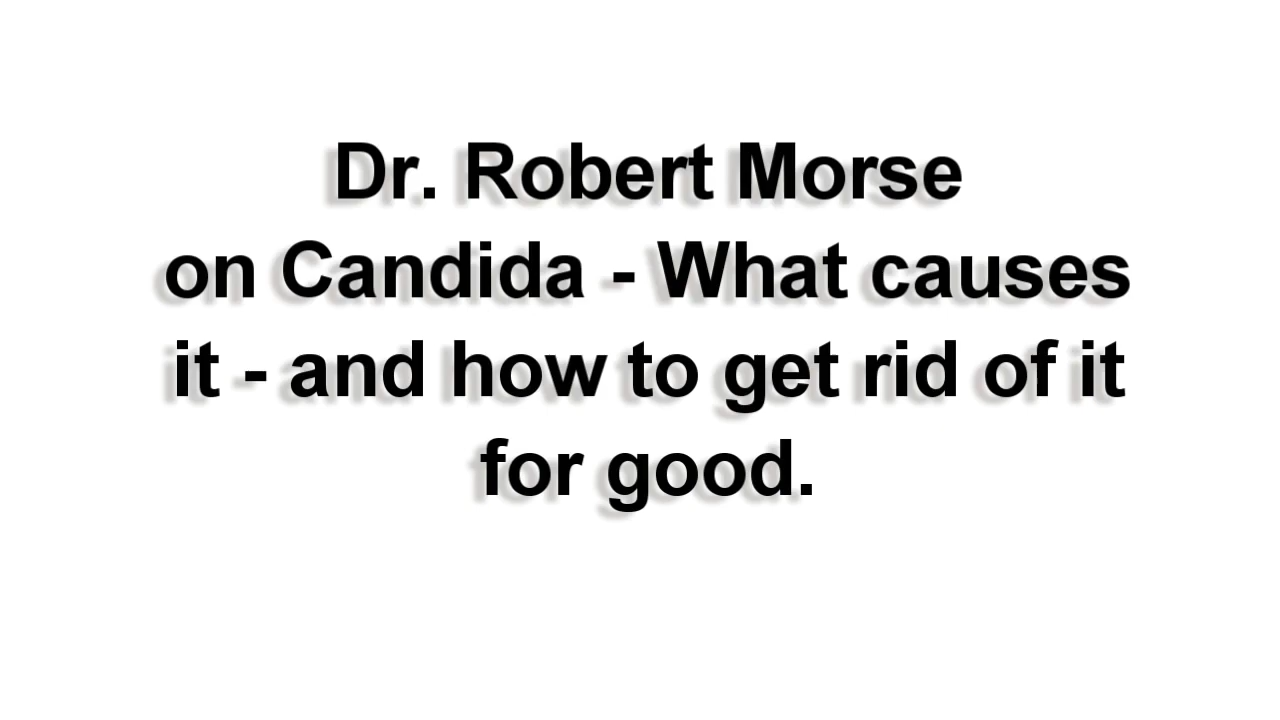 Dr. Robert Morse
on Candida - What causes
it - and how to get rid of it
for good.